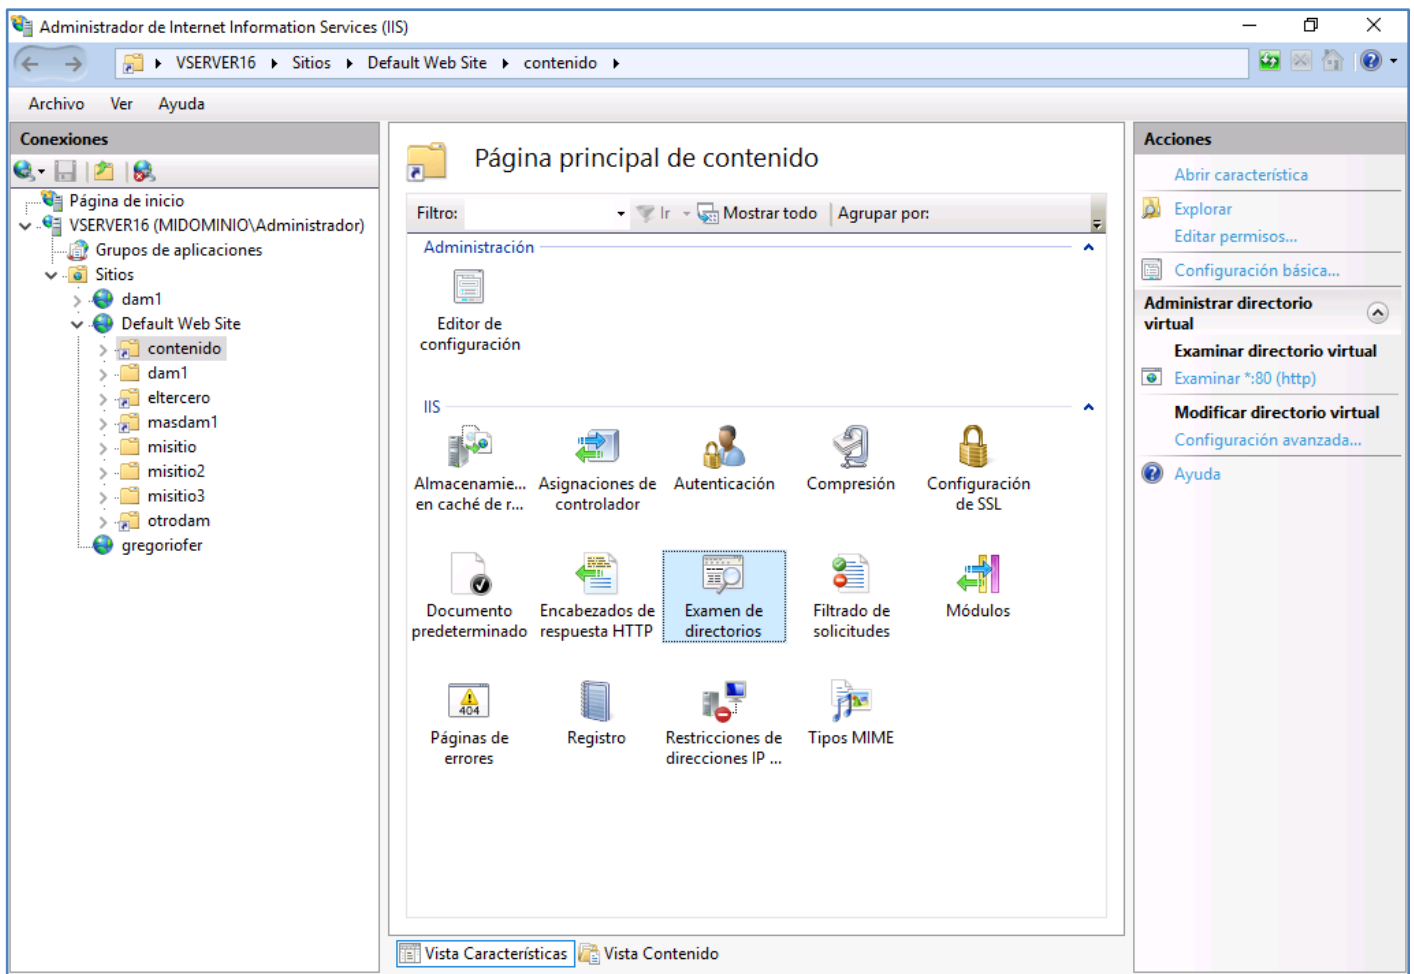 Administrador de Internet Information Services (IIS)
VSERVER16 Sitios Default Web Site contenido
Archivo Ver Ayuda
Conexiones
Página de inicio
VSERVER16 (MIDOMINIO\Administrador)
Grupos de aplicaciones
Sitios
dam1
Default Web Site
contenido
dam1
eltercero
masdam1
misitio
misitio2
misitio3
otrodam
gregoriofer
Página principal de contenido
Filtro: Ir Mostrar todo Agrupar por:
Administración
Editor de
configuración
IIS
Almacenamie...
en caché de r...
Asignaciones de
controlador
Autenticación
Compresión
Configuración
de SSL
Documento
predeterminado
Encabezados de
respuesta HTTP
Examen de
directorios
Filtrado de
solicitudes
Módulos
404
Páginas de
errores
Registro
Restricciones de
direcciones IP ...
Tipos MIME
Vista Características Vista Contenido
Acciones
Abrir característica
Explorar
Editar permisos...
Configuración básica...
Administrar directorio
virtual
Examinar directorio virtual
Examinar *:80 (http)
Modificar directorio virtual
Configuración avanzada...
Ayuda